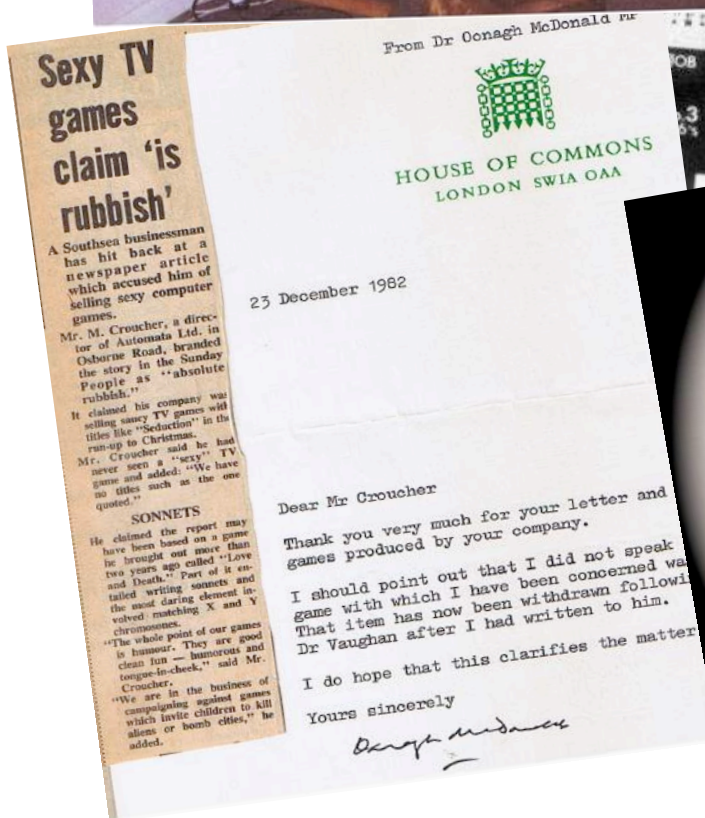 Sexy TV
games
claim 'is
rubbish'
A Southsea businessman
has hit back at a
newspaper article
which accused him of
selling sexy computer
games.
Mr. M. Croucher, a direc-
tor of Automata Ltd. in
Osborne Road, branded
the story in the Sunday
People as "absolute
rubbish."
It claimed his company was
selling saucy TV games with
titles like "Seduction" in the
run-up to Christmas.
Mr. Croucher said he had
never seen a "sexy" TV
game and added: "We have
no titles such as the one
quoted."
SONNETS
He claimed the report may
have been based on a game
he brought out more than
two years ago called "Love
and Death." Part of it en-
tailed writing sonnets and
the most daring element in-
volved matching X and Y
chromosones.
"The whole point of our games
is humour. They are good
clean fun — humorous and
tongue-in-cheek," said Mr.
Croucher.
"We are in the business of
campaigning against games
which invite children to kill
aliens or bomb cities," he
added.
From Dr Oonagh McDonald MP
HOUSE OF COMMONS
LONDON SW1A OAA
23 December 1982
Dear Mr Croucher
Thank you very much for your letter and
games produced by your company.
I should point out that I did not speak
game with which I have been concerned wa
That item has now been withdrawn followi
Dr Vaughan after I had written to him.
I do hope that this clarifies the matter
Yours sincerely
JOB